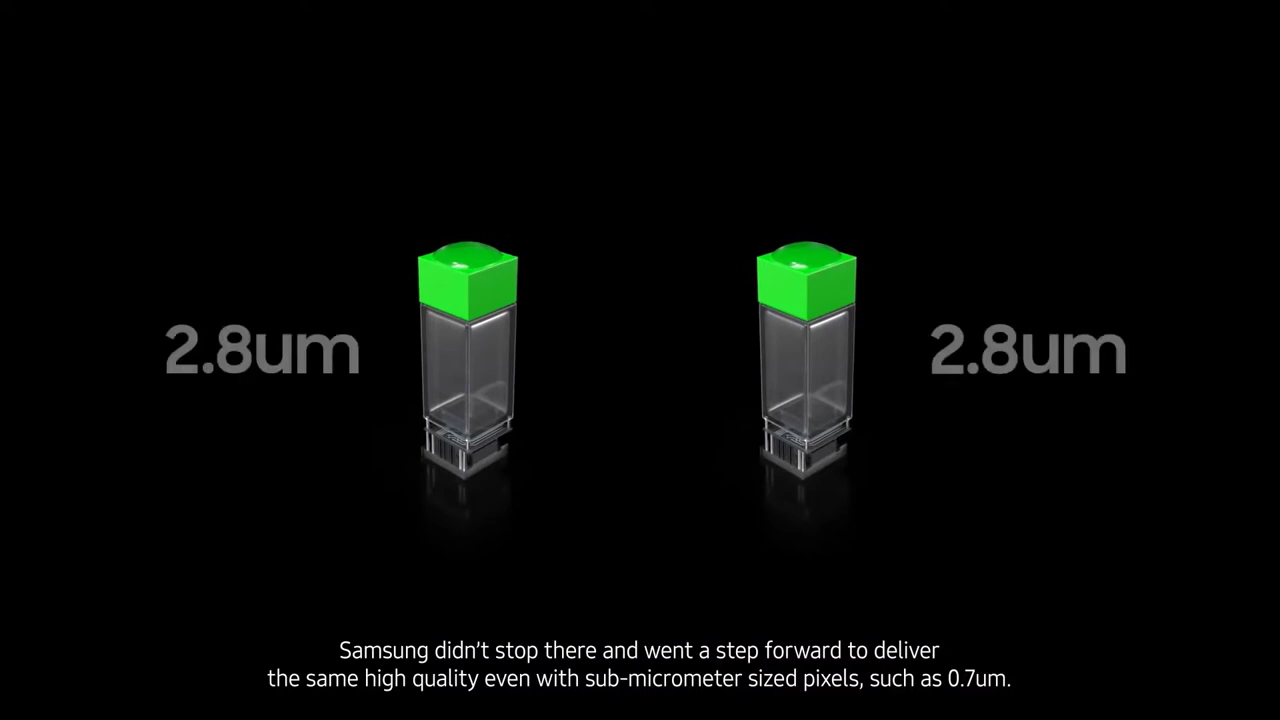 2.8um
2.8um
Samsung didn't stop there and went a step forward to deliver
the same high quality even with sub-micrometer sized pixels, such as 0.7um.